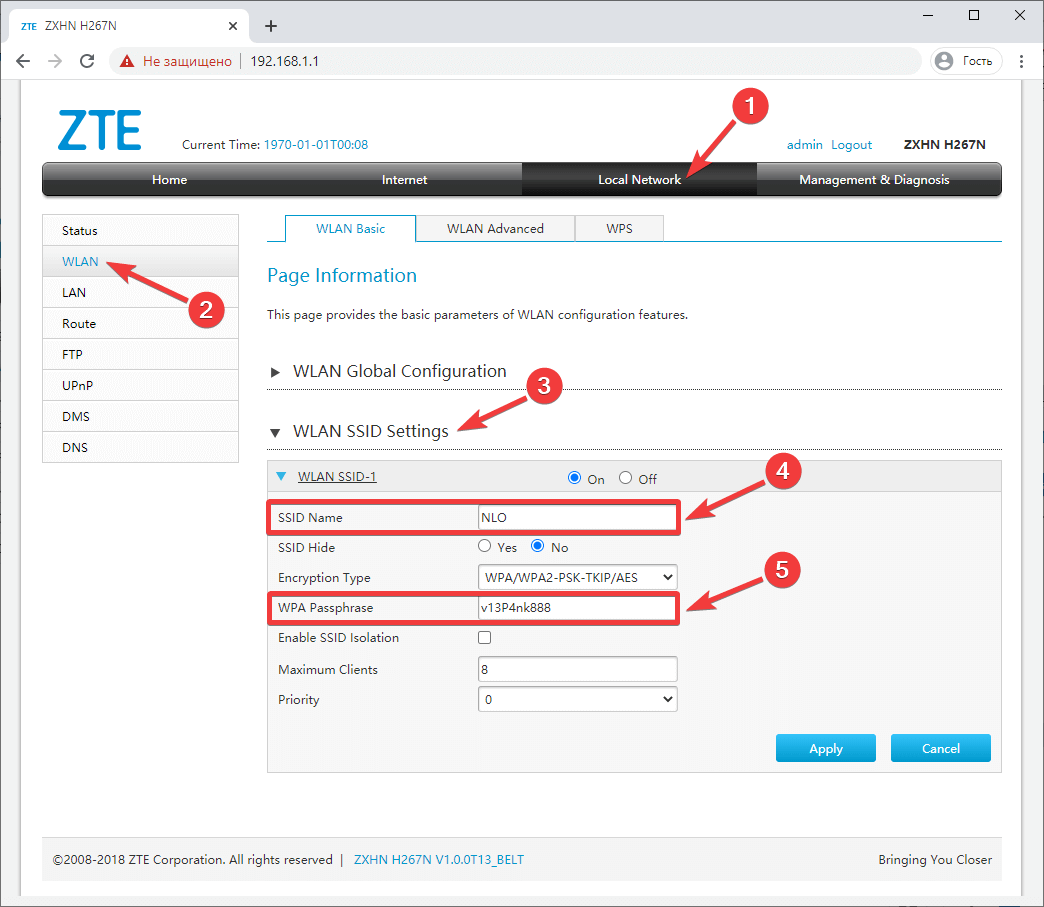 ZTE ZXHN H267N
Не защищено 192.168.1.1 Гость
1
ZTE
Current Time: 1970-01-01T00:08 admin Logout ZXHN H267N
Home Internet Local Network Management & Diagnosis
Status
WLAN
2
LAN
Route
FTP
UPnP
DMS
DNS
WLAN Basic WLAN Advanced WPS
Page Information
This page provides the basic parameters of WLAN configuration features.
WLAN Global Configuration
3
WLAN SSID Settings
WLAN SSID-1 On Off
4
SSID Name NLO
SSID Hide Yes No
Encryption Type WPA/WPA2-PSK-TKIP/AES
5
WPA Passphrase v13P4nk888
Enable SSID Isolation
Maximum Clients 8
Priority 0
Apply Cancel
©2008-2018 ZTE Corporation. All rights reserved | ZXHN H267N V1.0.0T13_BELT Bringing You Closer